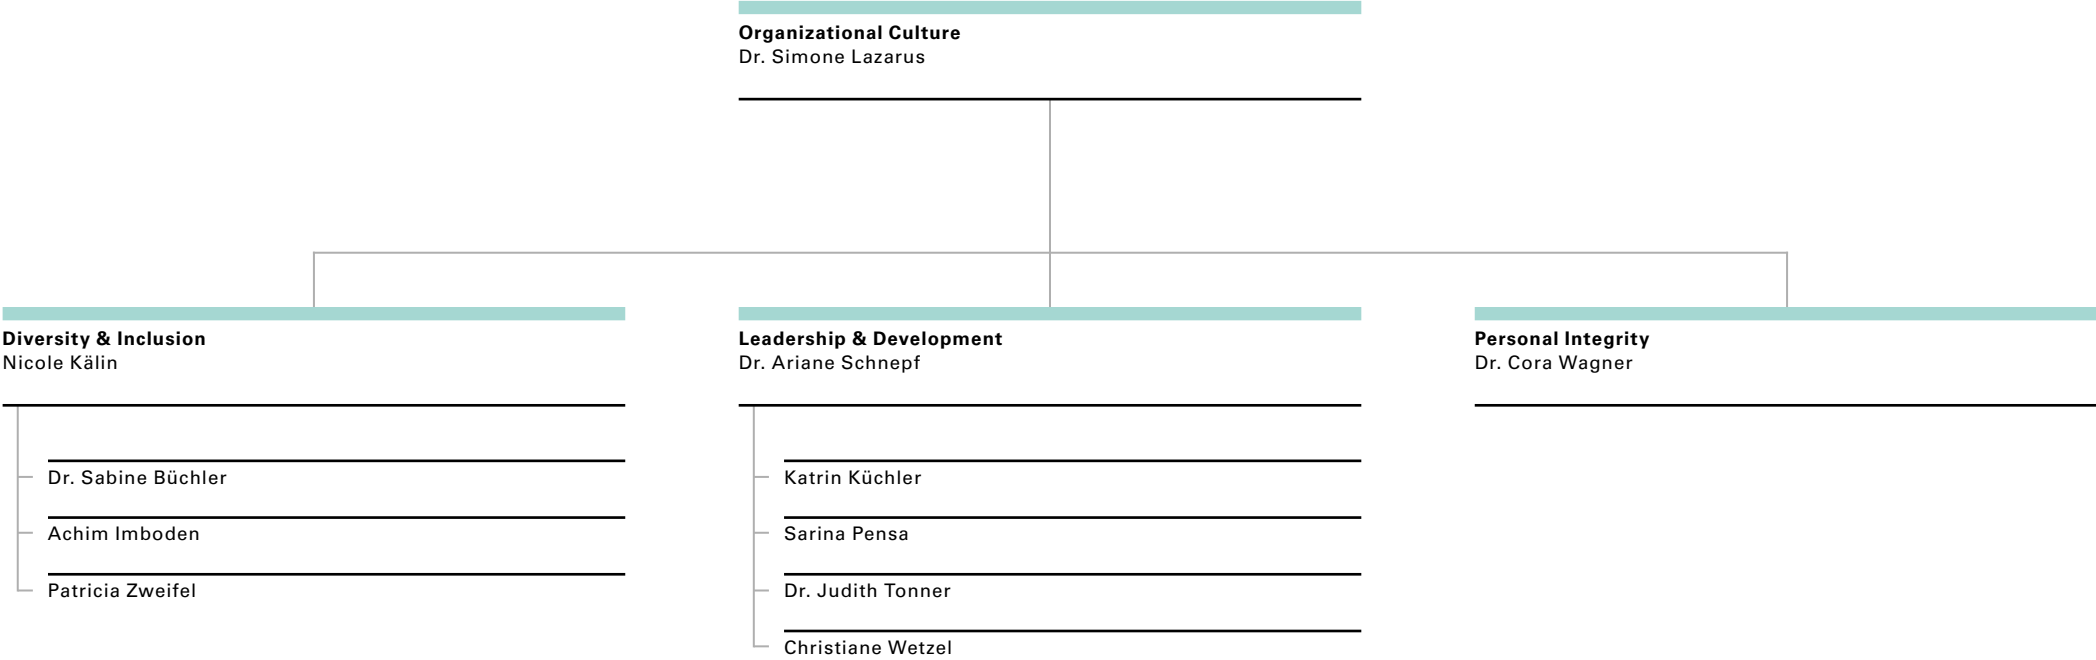 Organizational Culture
Dr. Simone Lazarus
Diversity & Inclusion
Nicole Kälin
Dr. Sabine Büchler
Achim Imboden
Patricia Zweifel
Leadership & Development
Dr. Ariane Schnepf
Katrin Küchler
Sarina Pensa
Dr. Judith Tonner
Christiane Wetzel
Personal Integrity
Dr. Cora Wagner